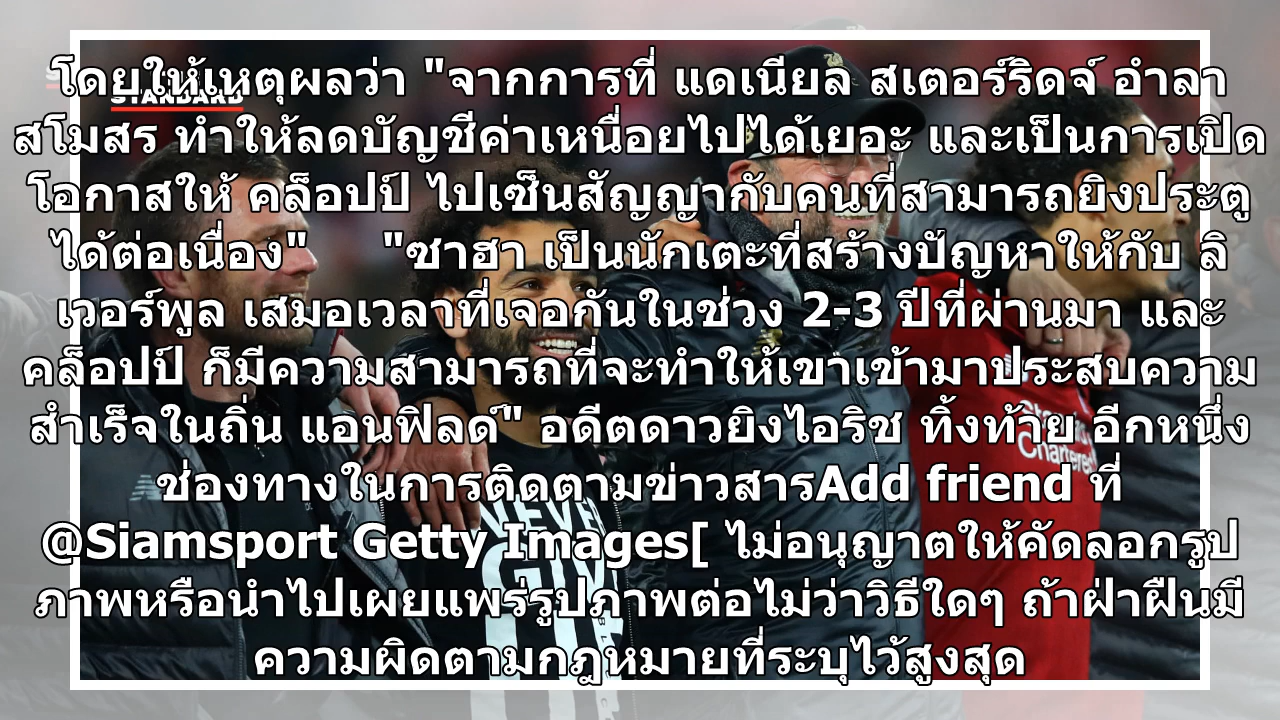 STANDARD
โดยให้เหตุผลว่า "จากการที่ แดเนียล สเตอร์ริดจ์ อำลา
สโมสร ทำให้ลดบัญชีค่าเหนื่อยไปได้เยอะ และเป็นการเปิด
โอกาสให้ คล็อปป์ ไปเซ็นสัญญากับคนที่สามารถยิงประตู
ได้ต่อเนื่อง" "ซาฮา เป็นนักเตะที่สร้างปัญหาให้กับ ลิ
เวอร์พูล เสมอเวลาที่เจอกันในช่วง 2-3 ปีที่ผ่านมา และ
คล็อปป์ ก็มีความสามารถที่จะทำให้เขาเข้ามาประสบความ
สำเร็จในถิ่น แอนฟิลด์" อดีตดาวยิงไอริช ทิ้งท้าย อีกหนึ่ง
ช่องทางในการติดตามข่าวสารAdd friend ที่
@Siamsport Getty Images[ ไม่อนุญาตให้คัดลอกรูป
ภาพหรือนำไปเผยแพร่รูปภาพต่อไม่ว่าวิธีใดๆ ถ้าฝ่าฝืนมี
ความผิดตามกฎหมายที่ระบุไว้สูงสุด
Chartered
NEVER